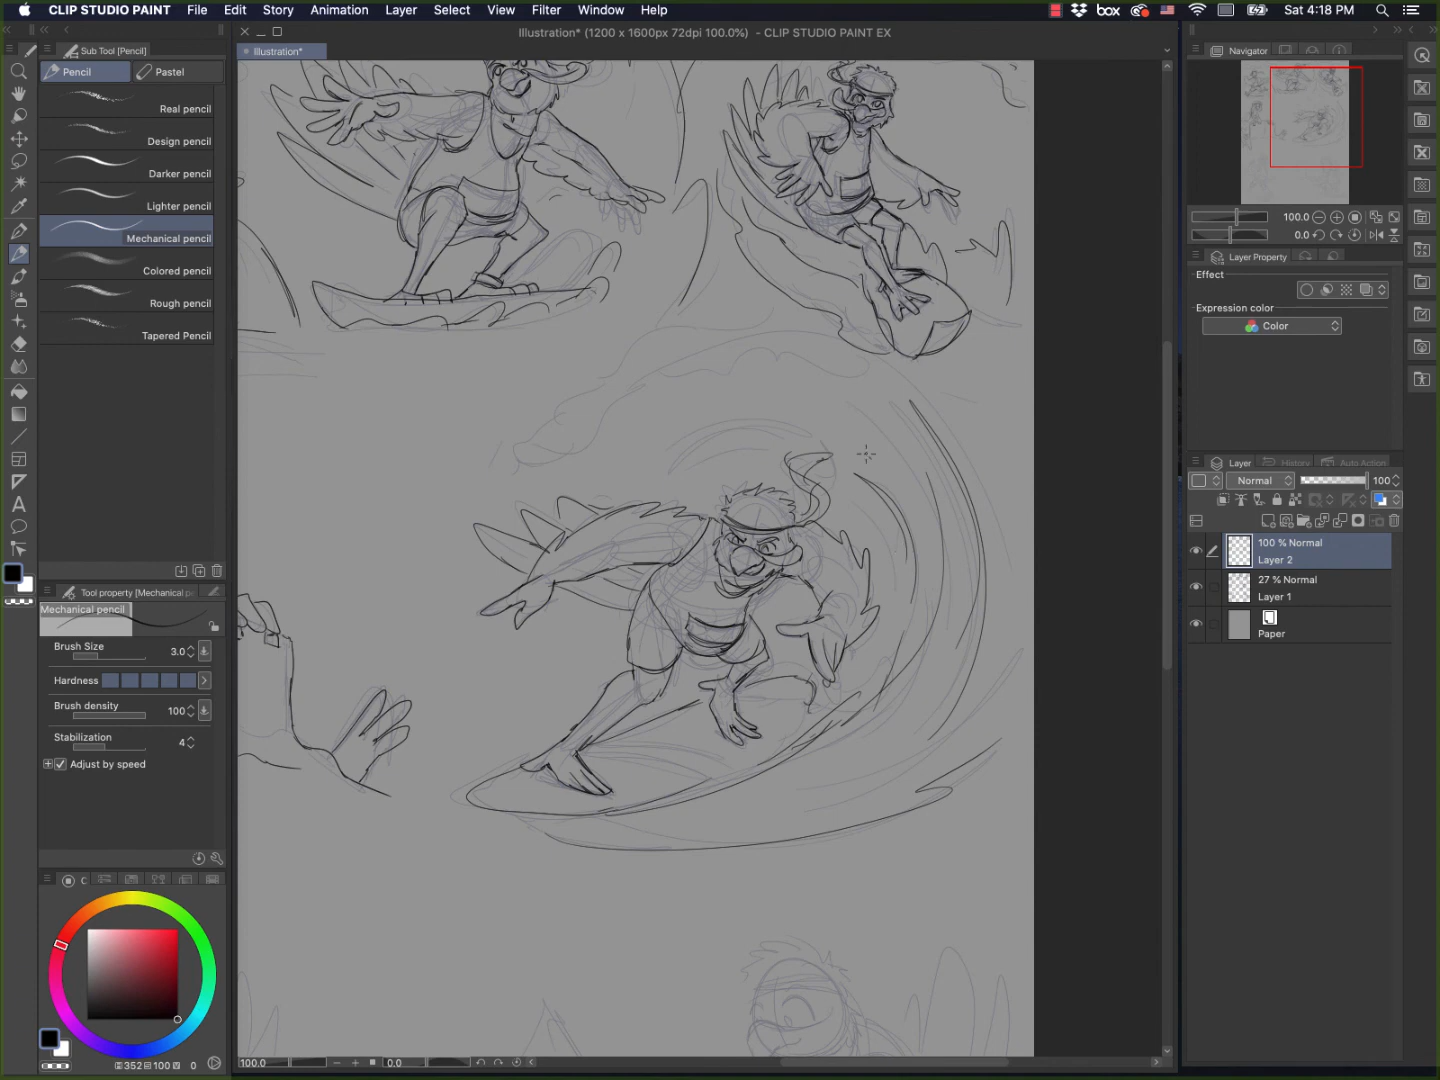 CLIP STUDIO PAINT File Edit Story Animation Layer Select View Filter Window Help box Sat 4:18 PM
Illustration* (1200 x 1600px 72dpi 100.0%) - CLIP STUDIO PAINT EX
Sub Tool [Pencil]
Illustration*
Pencil Pastel
Real pencil
Design pencil
Darker pencil
Lighter pencil
Mechanical pencil
Colored pencil
Rough pencil
Tapered Pencil
Tool property [Mechanical pe
Mechanical pencil
Brush Size 3.0
Hardness
Brush density 100
Stabilization 4
Adjust by speed
C
352 100 V 0
100.0 0.0
Navigator
100.0
0.0
Layer Property
Effect
Expression color
Color
Layer History Auto Action
Normal 100
100 % Normal
Layer 2
27 % Normal
Layer 1
Paper